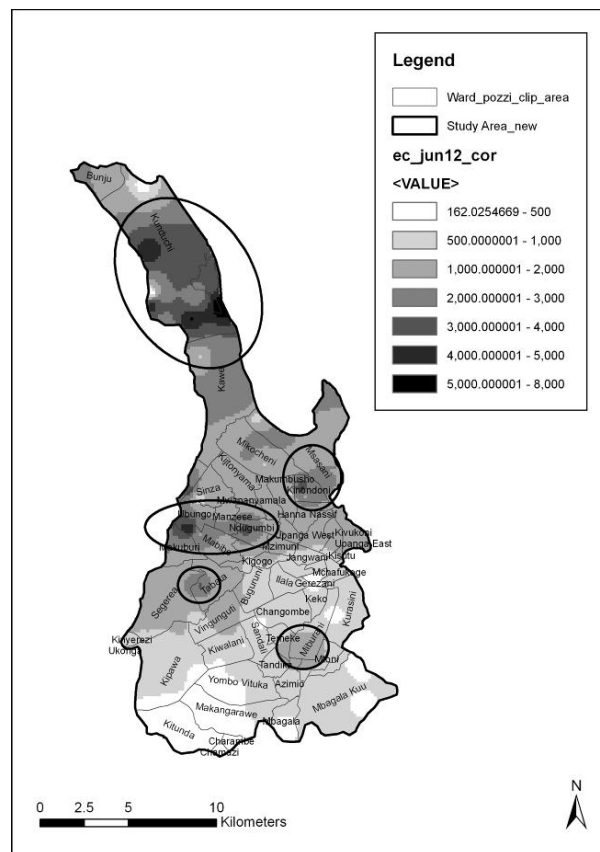 Legend
Ward_pozzi_clip_area
Study Area_new
ec_jun12_cor
<VALUE>
162.0254669 - 500
500.0000001 - 1,000
1,000.000001 - 2,000
2,000.000001 - 3,000
3,000.000001 - 4,000
4,000.000001 - 5,000
5,000.000001 - 8,000
Bunju
Kunduchi
Kawe
Mikocheni
Msasani
Kijitonyama
Makumbusho
Kinondoni
Sinza
Mwananyamala
Ubungo
Manzese
Hanna Nassif
Ndugumbi
Upanga West
Kivukoni
Upanga East
Makuburi
Mabibo
Mzimuni
Kisutu
Kigogo
Jangwani
Mchafukoge
Segerea
Tabata
Buguruni
Ilala
Gerezani
Keko
Kurasini
Changombe
Vingunguti
Kinyerezi
Ukonga
Kiwalani
Sandali
Temeke
Miburani
Mtoni
Tandika
Kipawa
Yombo Vituka
Azimio
Mbagala Kuu
Makangarawe
Mbagala
Kitunda
Charambe
Chamazi
0 2.5 5 10
Kilometers
N